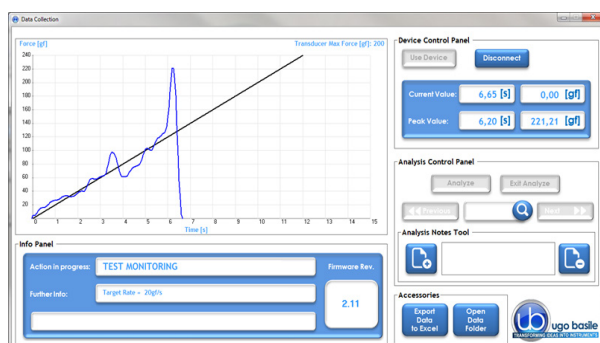 Data Collection
Force [gf]
Transducer Max Force [gf]: 200
240
220
200
180
160
140
120
100
80
60
40
20
0
0 1 2 3 4 5 6 7 8 9 10 11 12 13 14 15
Time [s]
Info Panel
Action in progress: TEST MONITORING
Firmware Rev.
Further Info: Target Rate = 20gf/s
2.11
Device Control Panel
Use Device
Disconnect
Current Value: 6,65 [s] 0,00 [gf]
Peak Value: 6,20 [s] 221,21 [gf]
Analysis Control Panel
Analyze
Exit Analyze
Previous
Next
Analysis Notes Tool
Accessories
Export Data to Excel
Open Data Folder
ub
ugo basile
TRANSFORMING IDEAS INTO INSTRUMENTS